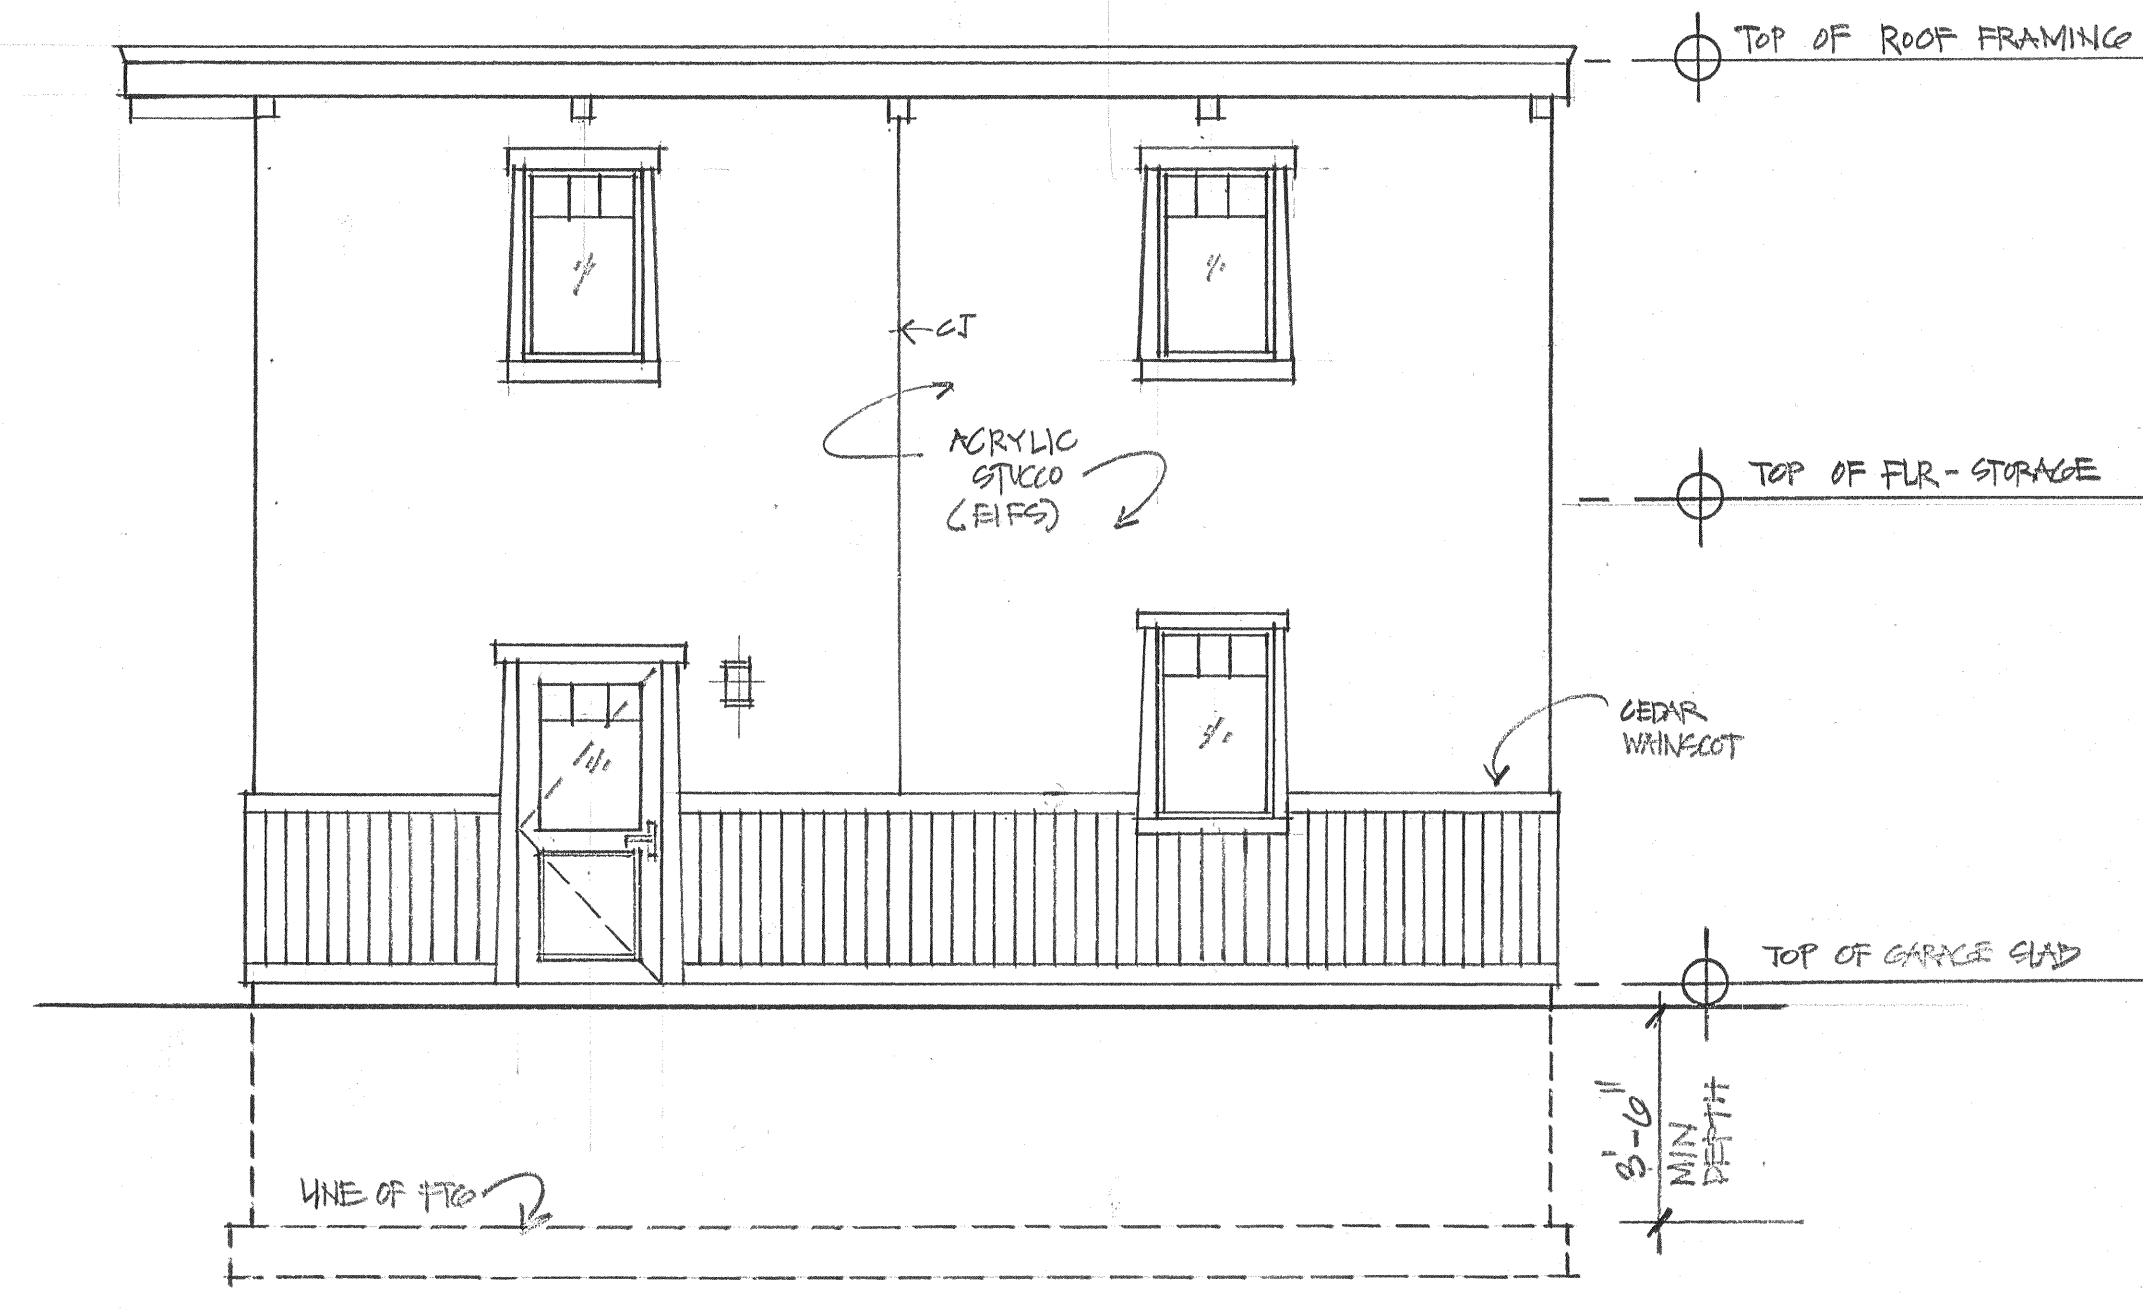 TOP OF ROOF FRAMING
CJ
ACRYLIC
STUCCO
(EIFS)
TOP OF FLR-STORAGE
CEDAR
WAINSCOT
TOP OF GARAGE SLAB
3'-6"
MIN
DEPTH
LINE OF FTG